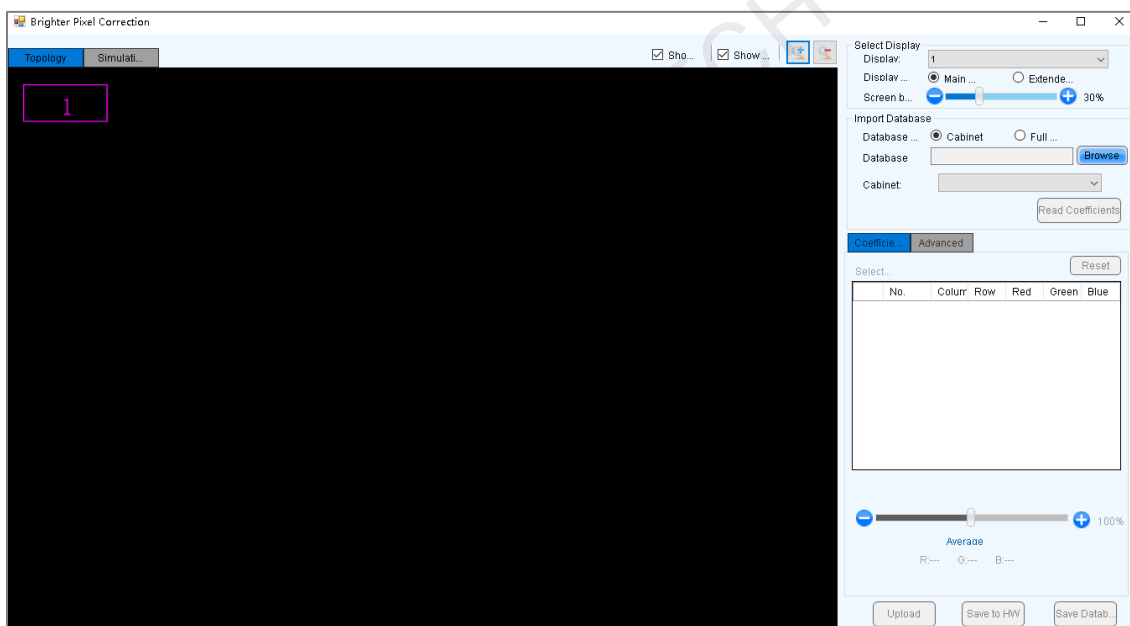 Brighter Pixel Correction
Topology Simulati... Sho... Show ...
1
Select Display
Display: 1
Display ... Main ... Extende...
Screen b... 30%
Import Database
Database ... Cabinet Full ...
Database Browse
Cabinet:
Read Coefficients
Coefficie... Advanced
Select... Reset
No. Colum Row Red Green Blue
100%
Average
R:--- G:--- B:---
Upload Save to HW Save Datab...